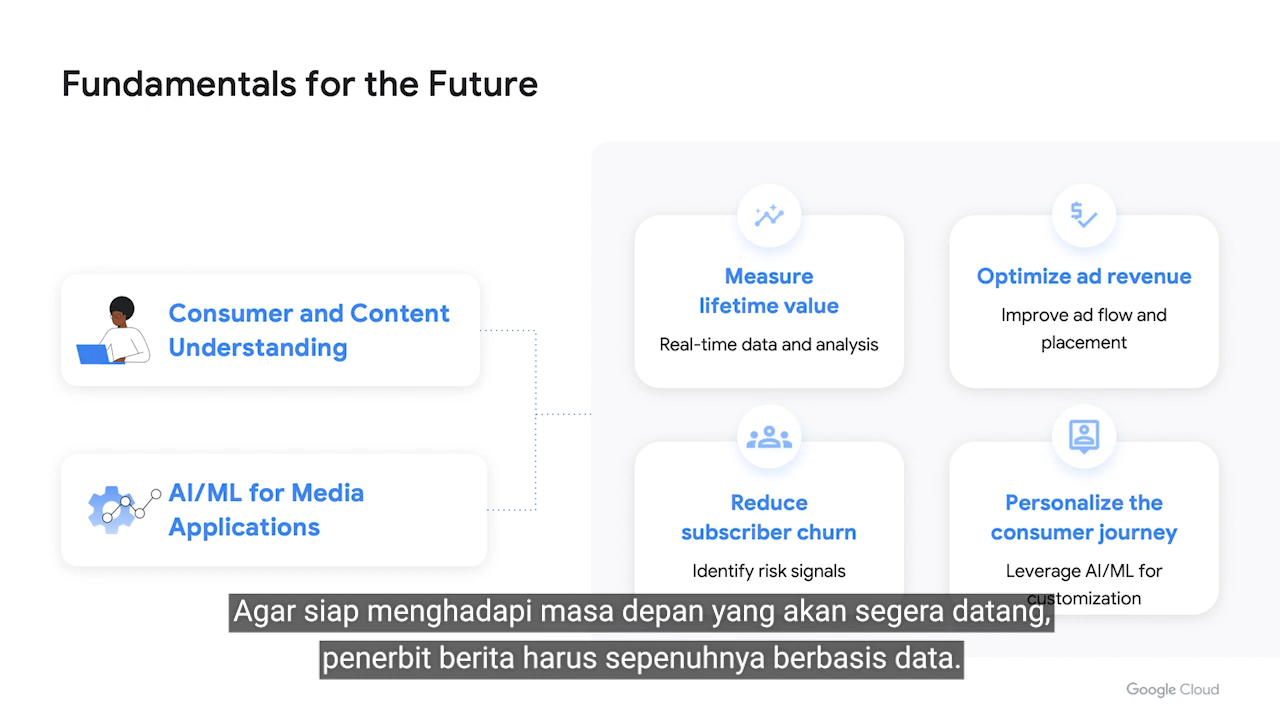 Fundamentals for the Future
Consumer and Content
Understanding
AI/ML for Media
Applications
Measure
lifetime value
Real-time data and analysis
Optimize ad revenue
Improve ad flow and
placement
Reduce
subscriber churn
Identify risk signals
Personalize the
consumer journey
Leverage AI/ML for
customization
Agar siap menghadapi masa depan yang akan segera datang,
penerbit berita harus sepenuhnya berbasis data.
Google Cloud